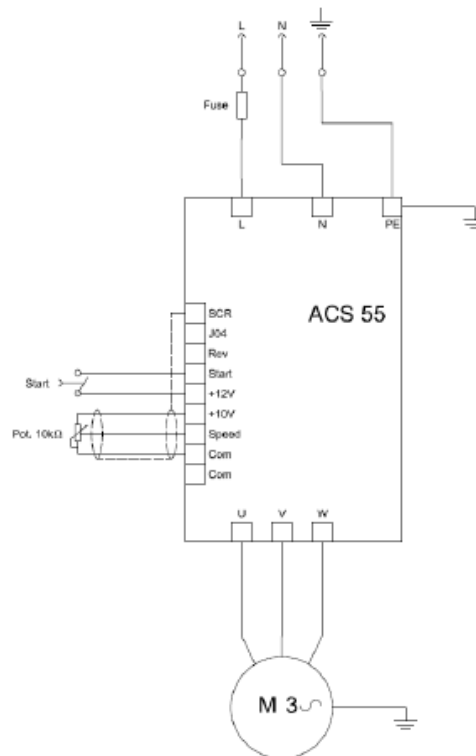 L N
Fuse
L N PE
ACS 55
SCR
J04
Rev
Start
Start
+12V
+10V
Pot. 10kΩ
Speed
Com
Com
U V W
M 3~